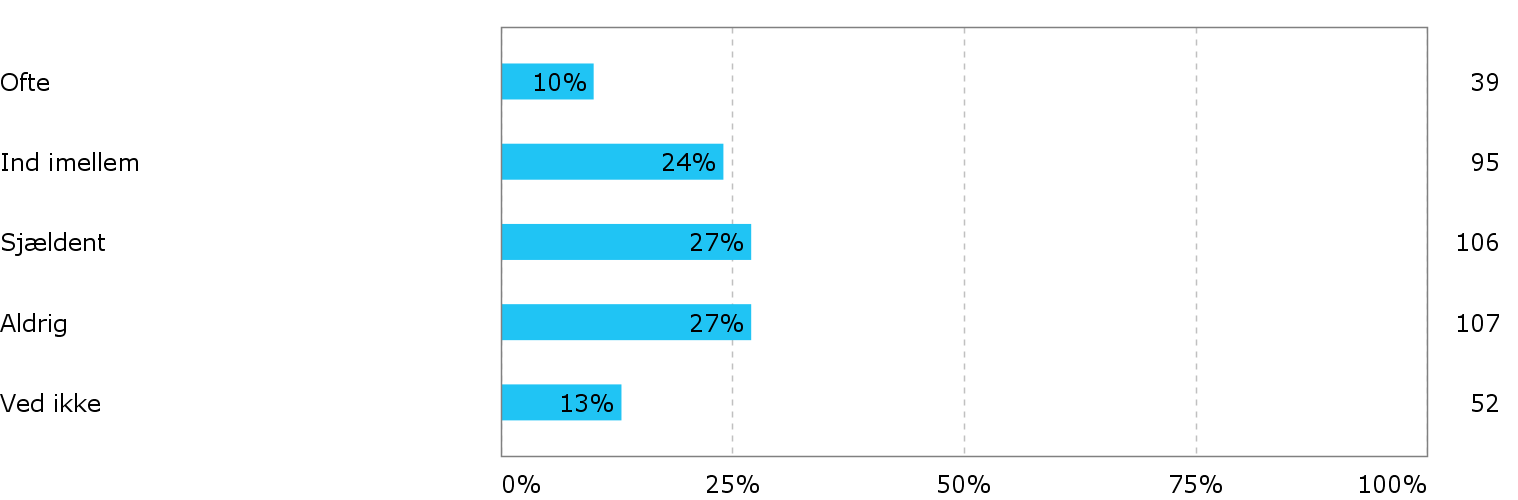 Ofte 10% 39
Ind imellem 24% 95
Sjældent 27% 106
Aldrig 27% 107
Ved ikke 13% 52
0% 25% 50% 75% 100%